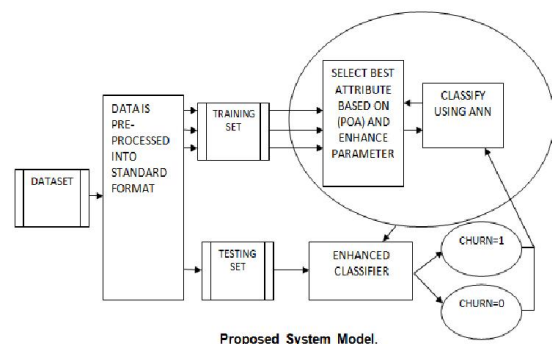 DATASET
DATA IS
PRE-
PROCESSED
INTO
STANDARD
FORMAT
TRAINING
SET
SELECT BEST
ATTRIBUTE
BASED ON
(POA) AND
ENHANCE
PARAMETER
CLASSIFY
USING ANN
TESTING
SET
ENHANCED
CLASSIFIER
CHURN=1
CHURN=0
Proposed System Model.